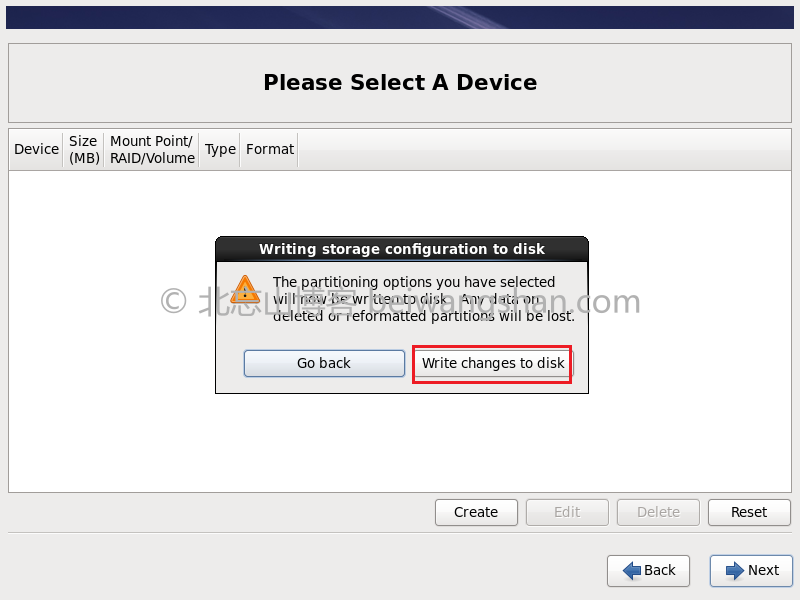 Please Select A Device
Device
Size
(MB)
Mount Point/
RAID/Volume
Type
Format
Writing storage configuration to disk
The partitioning options you have selected
will now be written to disk. Any data on
deleted or reformatted partitions will be lost.
© 北忘山博客 beiwangshan.com
Go back
Write changes to disk
Create
Edit
Delete
Reset
Back
Next